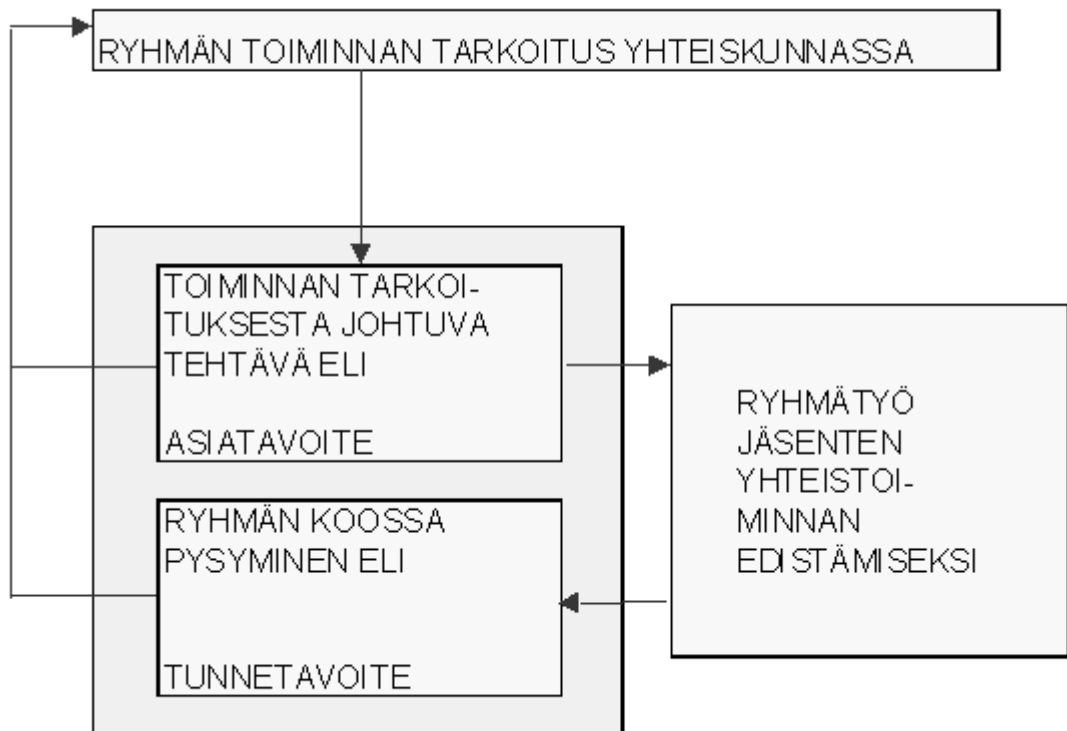 RYHMÄN TOIMINNAN TARKOITUS YHTEISKUNNASSA
TOIMINNAN TARKOI-
TUKSESTA JOHTUVA
TEHTÄVÄ ELI
ASIATAVOITE
RYHMÄN KOOSSA
PYSYMINEN ELI
TUNNETAVOITE
RYHMÄTYÖ
JÄSENTEN
YHTEISTOI-
MINNAN
EDISTÄMISEKSI